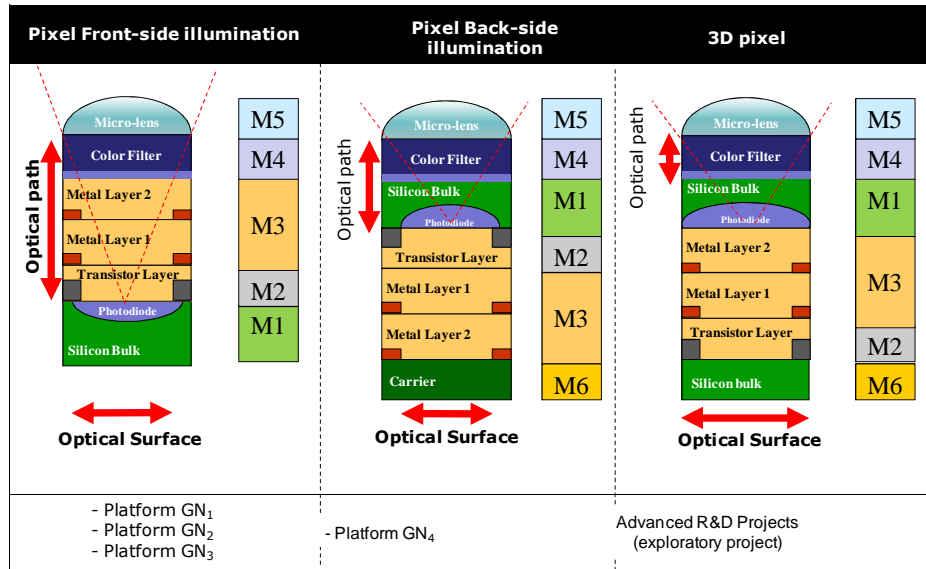 Pixel Front-side illumination
Pixel Back-side
illumination
3D pixel
Micro-lens
Color Filter
Metal Layer 2
Metal Layer 1
Transistor Layer
Photodiode
Silicon Bulk
Optical path
M5
M4
M3
M2
M1
Optical Surface
Micro-lens
Color Filter
Silicon Bulk
Photodiode
Transistor Layer
Metal Layer 1
Metal Layer 2
Carrier
Optical path
M5
M4
M1
M2
M3
M6
Optical Surface
Micro-lens
Color Filter
Silicon Bulk
Photodiode
Metal Layer 2
Metal Layer 1
Transistor Layer
Silicon bulk
Optical path
M5
M4
M1
M3
M2
M6
Optical Surface
- Platform GN₁
- Platform GN₂
- Platform GN₃
- Platform GN₄
Advanced R&D Projects
(exploratory project)